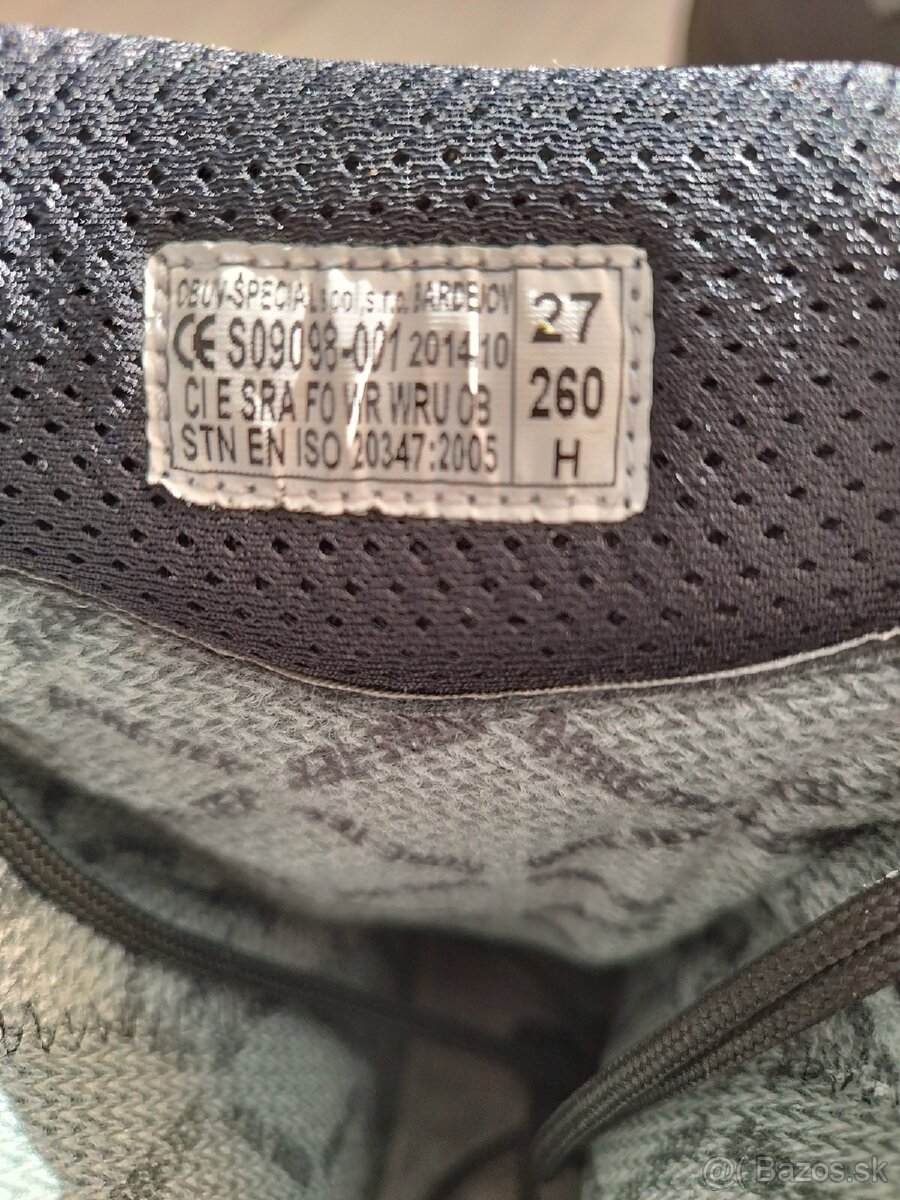 OBUV-ŠPECIÁL spol,s.r.o. BARDEJOV
CE S09098-001 2014-10
CI E SRA FO WR WRU OB
STN EN ISO 20347:2005
27
260
H
@( Bazos.sk